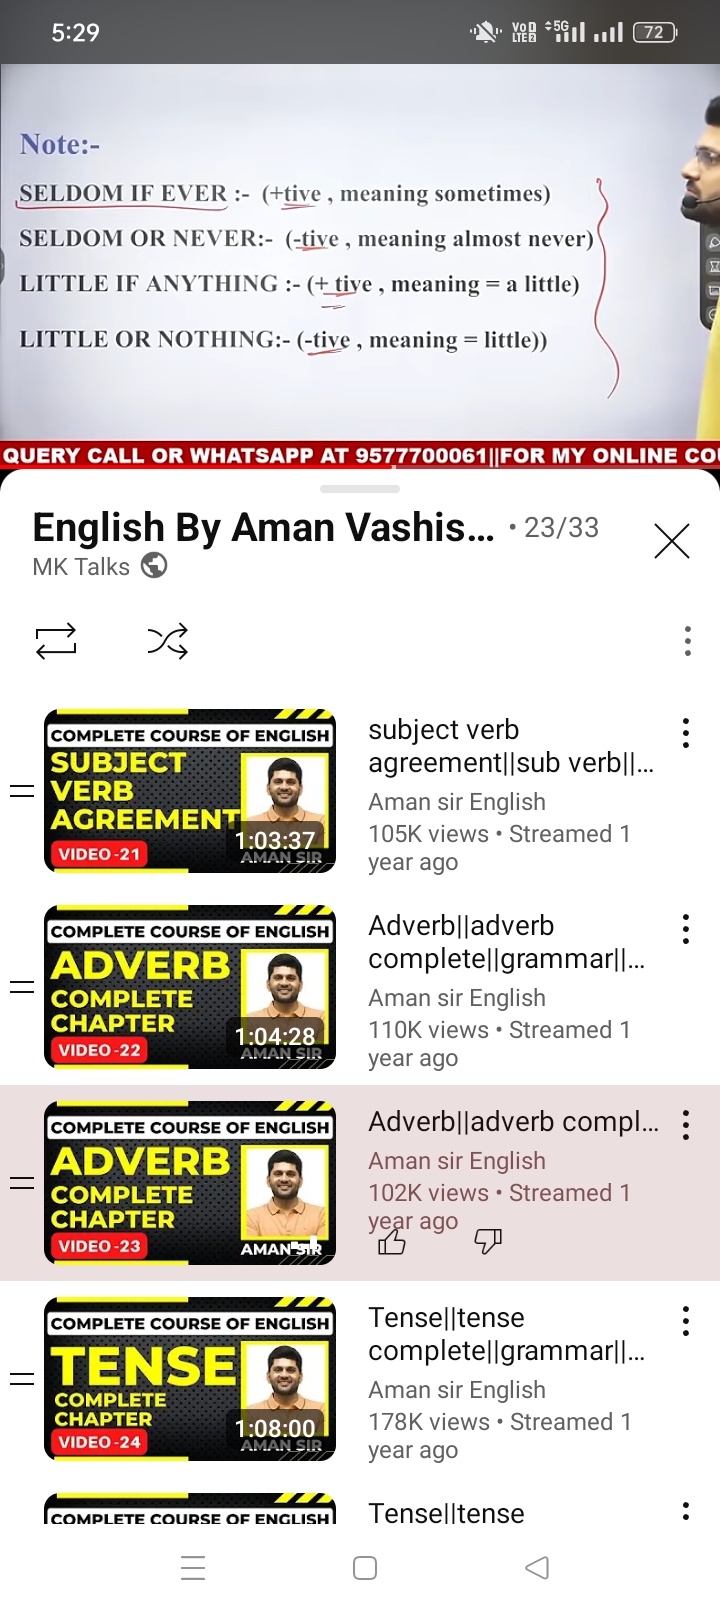 5:29
VoD
LTE2
5G
72
Note:-
SELDOM IF EVER :- (+tive , meaning sometimes)
SELDOM OR NEVER:- (-tive , meaning almost never)
LITTLE IF ANYTHING :- (+ tive , meaning = a little)
LITTLE OR NOTHING:- (-tive , meaning = little))
QUERY CALL OR WHATSAPP AT 9577700061||FOR MY ONLINE COU
English By Aman Vashis... • 23/33
MK Talks
COMPLETE COURSE OF ENGLISH
SUBJECT
VERB
AGREEMENT
VIDEO -21
1:03:37
AMAN SIR
subject verb
agreement||sub verb||...
Aman sir English
105K views • Streamed 1
year ago
COMPLETE COURSE OF ENGLISH
ADVERB
COMPLETE
CHAPTER
VIDEO -22
1:04:28
AMAN SIR
Adverb||adverb
complete||grammar||...
Aman sir English
110K views • Streamed 1
year ago
COMPLETE COURSE OF ENGLISH
ADVERB
COMPLETE
CHAPTER
VIDEO -23
AMAN SIR
Adverb||adverb compl...
Aman sir English
102K views • Streamed 1
year ago
COMPLETE COURSE OF ENGLISH
TENSE
COMPLETE
CHAPTER
VIDEO -24
1:08:00
AMAN SIR
Tense||tense
complete||grammar||...
Aman sir English
178K views • Streamed 1
year ago
COMPLETE COURSE OF ENGLISH
Tense||tense